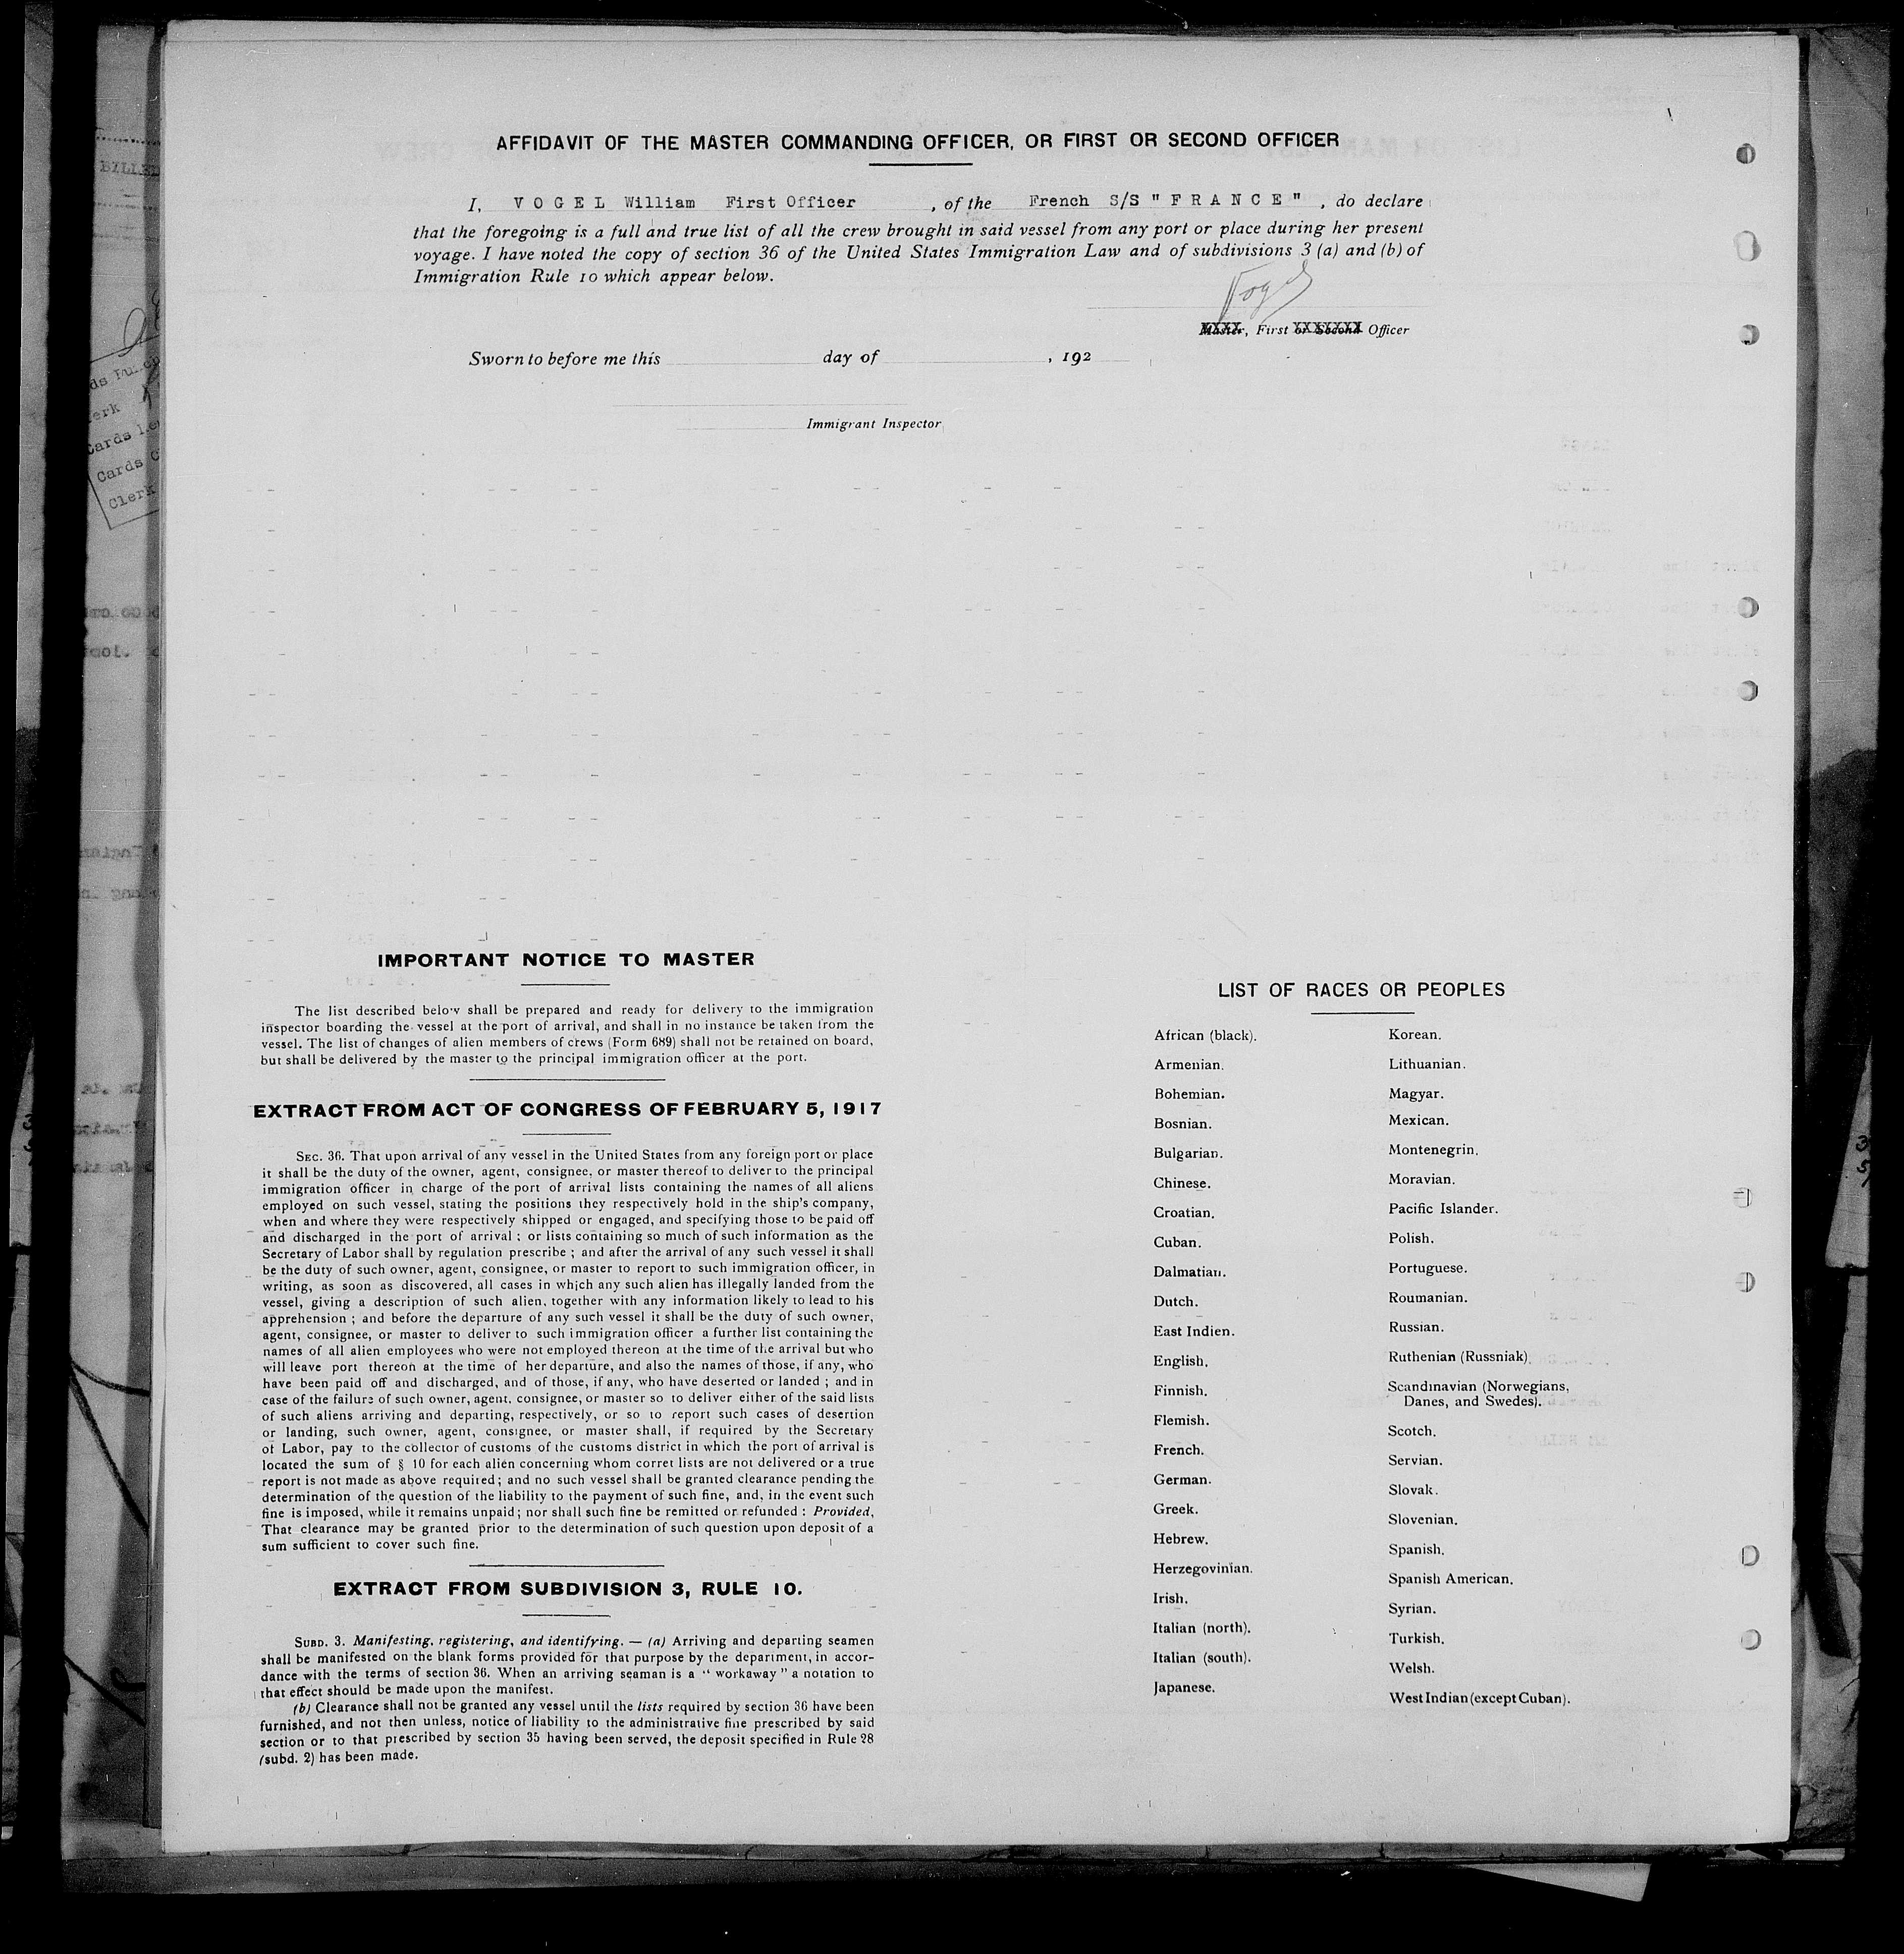 AFFIDAVIT OF THE MASTER COMMANDING OFFICER, OR FIRST OR SECOND OFFICER
I, VOGEL William First Officer , of the French S/S "FRANCE" , do declare
that the foregoing is a full and true list of all the crew brought in said vessel from any port or place during her present
voyage. I have noted the copy of section 36 of the United States Immigration Law and of subdivisions 3 (a) and (b) of
Immigration Rule 10 which appear below.
Vogel
Master, First or Second Officer
Sworn to before me this day of , 192
Immigrant Inspector
BILLED
erk
Cards
Cards
Clerk
IMPORTANT NOTICE TO MASTER
The list described below shall be prepared and ready for delivery to the immigration
inspector boarding the vessel at the port of arrival, and shall in no instance be taken from the
vessel. The list of changes of alien members of crews (Form 689) shall not be retained on board,
but shall be delivered by the master to the principal immigration officer at the port.
EXTRACT FROM ACT OF CONGRESS OF FEBRUARY 5, 1917
SEC. 36. That upon arrival of any vessel in the United States from any foreign port or place
it shall be the duty of the owner, agent, consignee, or master thereof to deliver to the principal
immigration officer in charge of the port of arrival lists containing the names of all aliens
employed on such vessel, stating the positions they respectively hold in the ship's company,
when and where they were respectively shipped or engaged, and specifying those to be paid off
and discharged in the port of arrival ; or lists containing so much of such information as the
Secretary of Labor shall by regulation prescribe ; and after the arrival of any such vessel it shall
be the duty of such owner, agent, consignee, or master to report to such immigration officer, in
writing, as soon as discovered, all cases in which any such alien has illegally landed from the
vessel, giving a description of such alien, together with any information likely to lead to his
apprehension ; and before the departure of any such vessel it shall be the duty of such owner,
agent, consignee, or master to deliver to such immigration officer a further list containing the
names of all alien employees who were not employed thereon at the time of the arrival but who
will leave port thereon at the time of her departure, and also the names of those, if any, who
have been paid off and discharged, and of those, if any, who have deserted or landed ; and in
case of the failure of such owner, agent, consignee, or master so to deliver either of the said lists
of such aliens arriving and departing, respectively, or so to report such cases of desertion
or landing, such owner, agent, consignee, or master shall, if required by the Secretary
of Labor, pay to the collector of customs of the customs district in which the port of arrival is
located the sum of § 10 for each alien concerning whom corret lists are not delivered or a true
report is not made as above required ; and no such vessel shall be granted clearance pending the
determination of the question of the liability to the payment of such fine, and, in the event such
fine is imposed, while it remains unpaid ; nor shall such fine be remitted or refunded : Provided,
That clearance may be granted prior to the determination of such question upon deposit of a
sum sufficient to cover such fine.
EXTRACT FROM SUBDIVISION 3, RULE 10.
SUBD. 3. Manifesting, registering, and identifying. — (a) Arriving and departing seamen
shall be manifested on the blank forms provided for that purpose by the department, in accor-
dance with the terms of section 36. When an arriving seaman is a "workaway" a notation to
that effect should be made upon the manifest.
(b) Clearance shall not be granted any vessel until the lists required by section 36 have been
furnished, and not then unless, notice of liability to the administrative fine prescribed by said
section or to that prescribed by section 35 having been served, the deposit specified in Rule 28
(subd. 2) has been made.
LIST OF RACES OR PEOPLES
African (black).
Armenian.
Bohemian.
Bosnian.
Bulgarian.
Chinese.
Croatian.
Cuban.
Dalmatian.
Dutch.
East Indien.
English.
Finnish.
Flemish.
French.
German.
Greek.
Hebrew.
Herzegovinian.
Irish.
Italian (north).
Italian (south).
Japanese.
Korean.
Lithuanian.
Magyar.
Mexican.
Montenegrin.
Moravian.
Pacific Islander.
Polish.
Portuguese.
Roumanian.
Russian.
Ruthenian (Russniak).
Scandinavian (Norwegians,
Danes, and Swedes).
Scotch.
Servian.
Slovak.
Slovenian.
Spanish.
Spanish American.
Syrian.
Turkish.
Welsh.
West Indian (except Cuban).